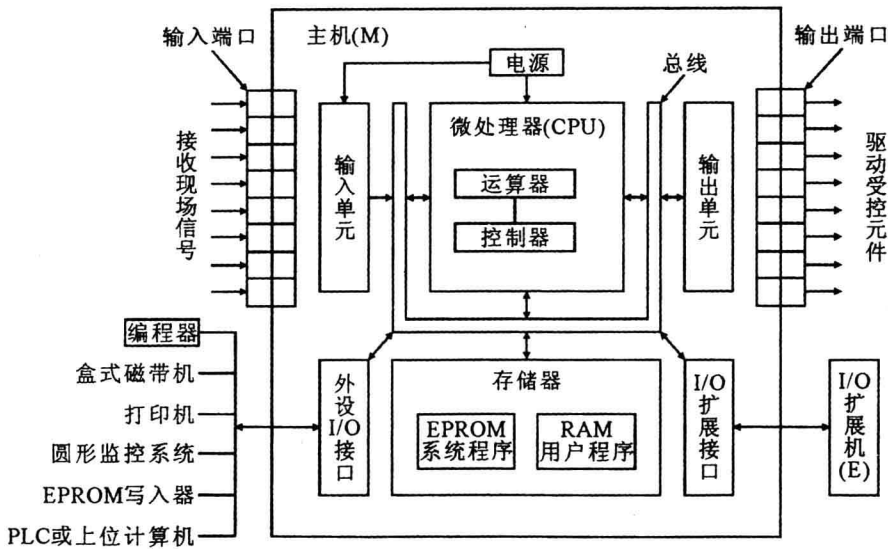 输入端口
主机(M)
电源
总线
输出端口
接收现场信号
输入单元
微处理器(CPU)
运算器
控制器
输出单元
驱动受控元件
编程器
盒式磁带机
打印机
圆形监控系统
EPROM写入器
PLC或上位计算机
外设I/O接口
存储器
EPROM
系统程序
RAM
用户程序
I/O扩展接口
I/O扩展机(E)